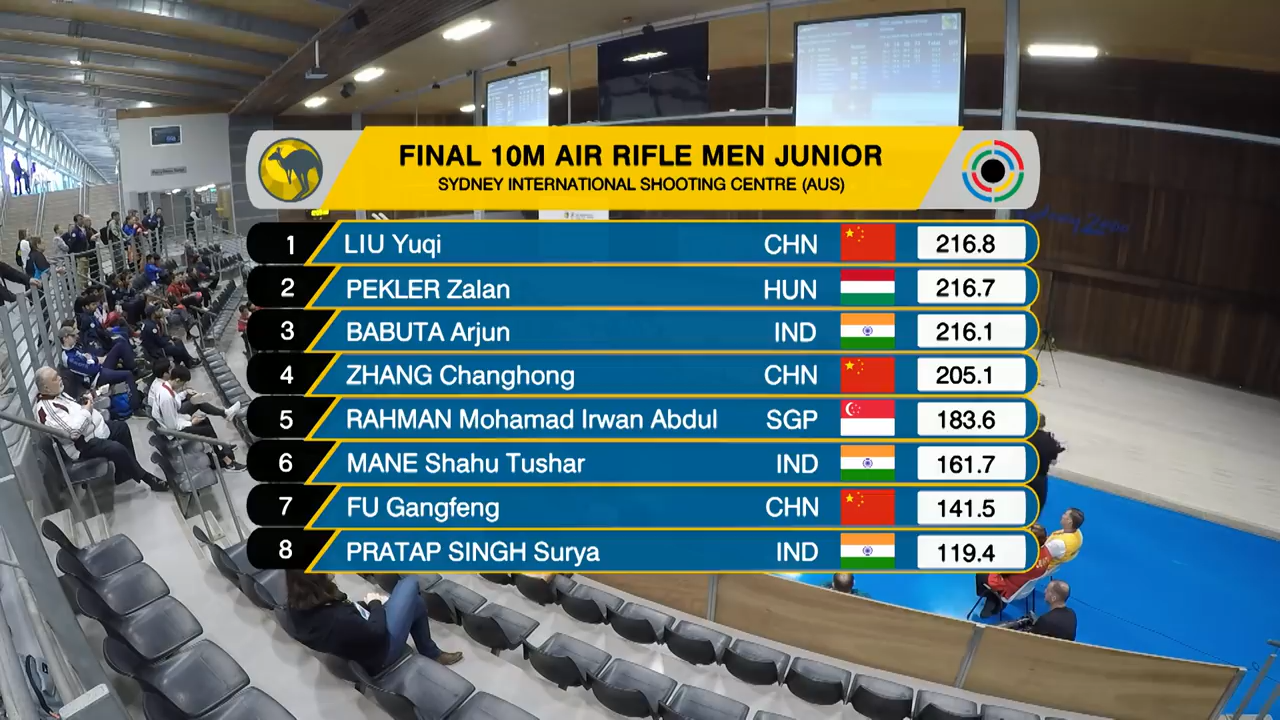 FINAL 10M AIR RIFLE MEN JUNIOR
SYDNEY INTERNATIONAL SHOOTING CENTRE (AUS)
1 LIU Yuqi CHN 216.8
2 PEKLER Zalan HUN 216.7
3 BABUTA Arjun IND 216.1
4 ZHANG Changhong CHN 205.1
5 RAHMAN Mohamad Irwan Abdul SGP 183.6
6 MANE Shahu Tushar IND 161.7
7 FU Gangfeng CHN 141.5
8 PRATAP SINGH Surya IND 119.4